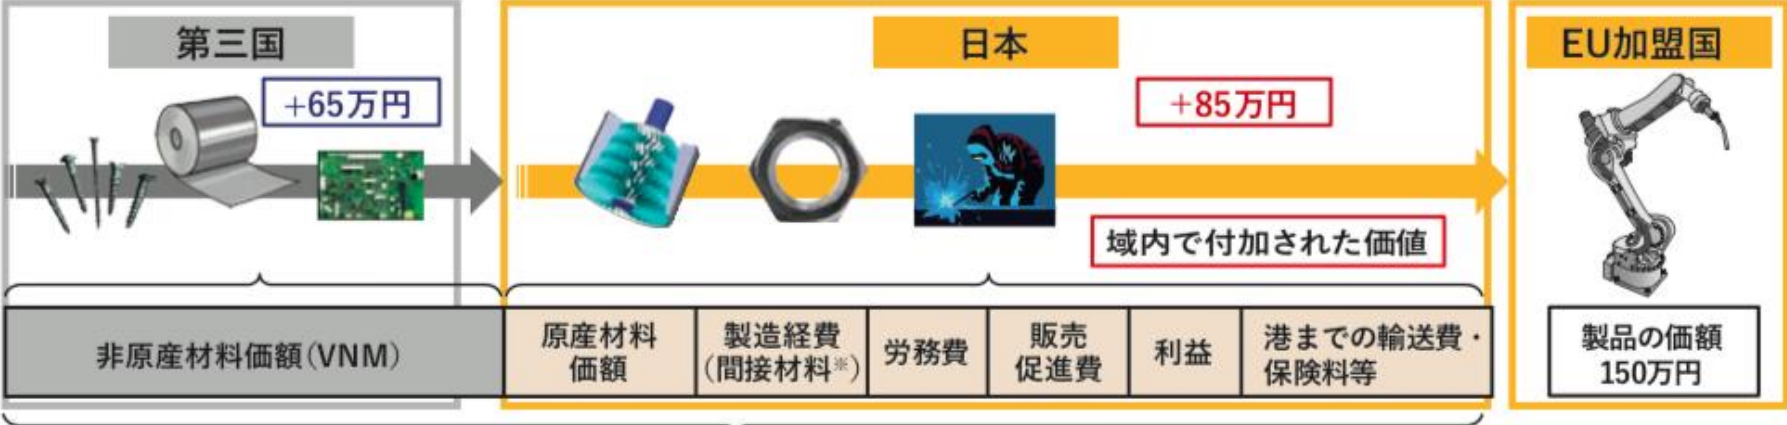 第三国
日本
EU加盟国
+65万円
+85万円
域内で付加された価値
非原産材料価額(VNM)
原産材料
価額
製造経費
(間接材料※)
労務費
販売
促進費
利益
港までの輸送費・
保険料等
製品の価額
150万円